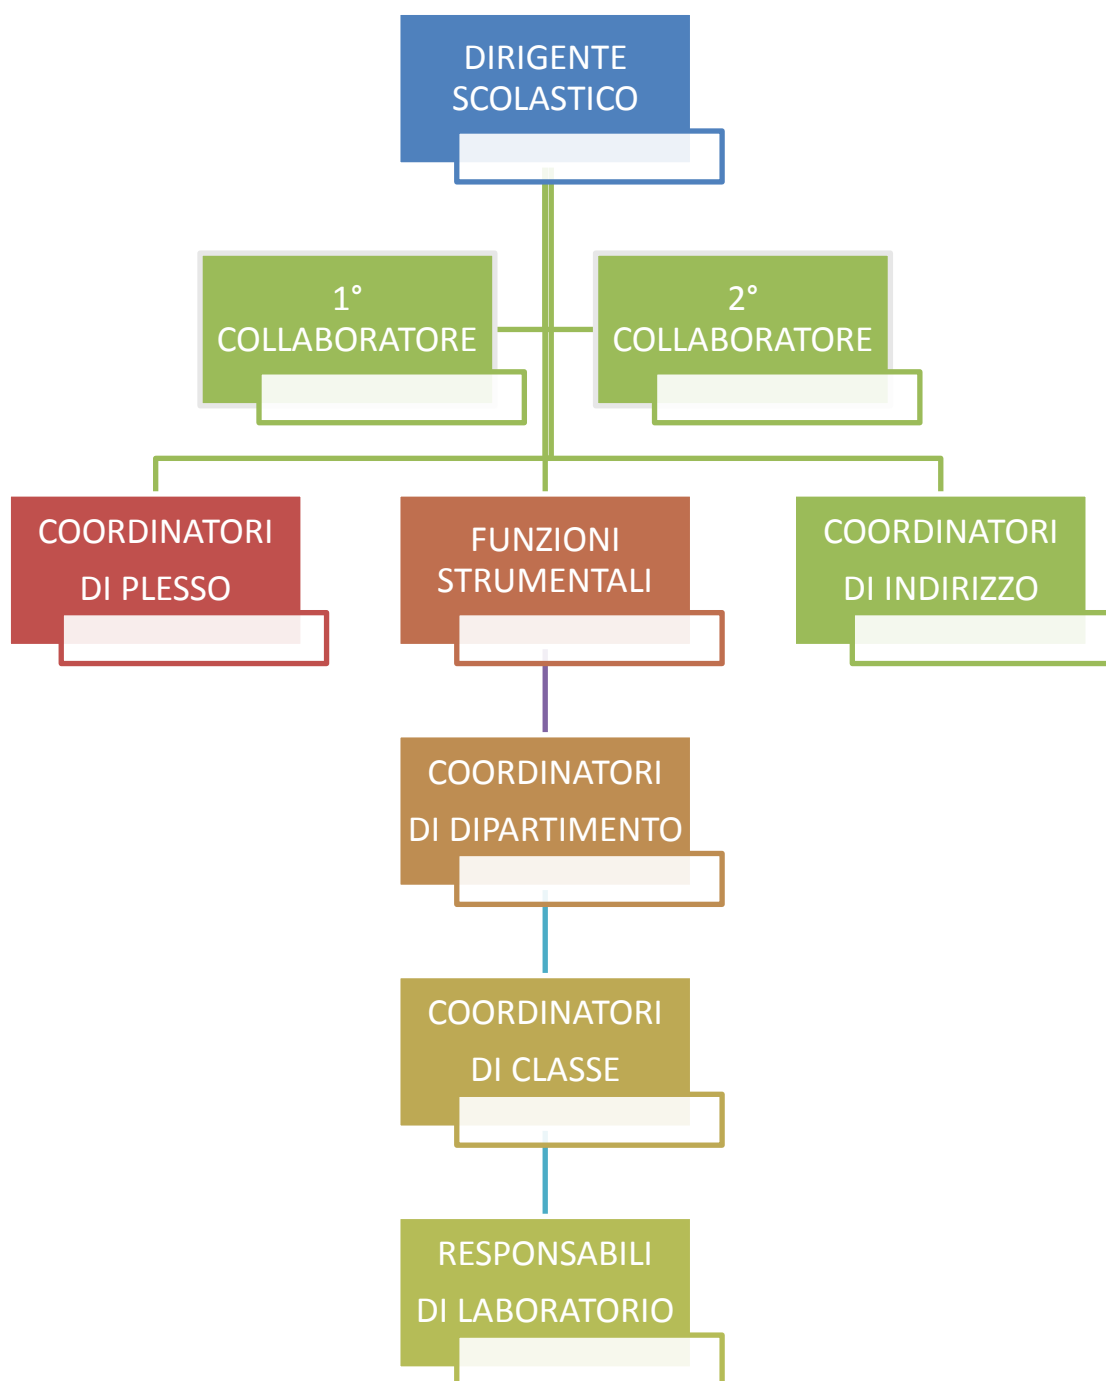 DIRIGENTE
SCOLASTICO
1°
COLLABORATORE
2°
COLLABORATORE
COORDINATORI
DI PLESSO
FUNZIONI
STRUMENTALI
COORDINATORI
DI INDIRIZZO
COORDINATORI
DI DIPARTIMENTO
COORDINATORI
DI CLASSE
RESPONSABILI
DI LABORATORIO